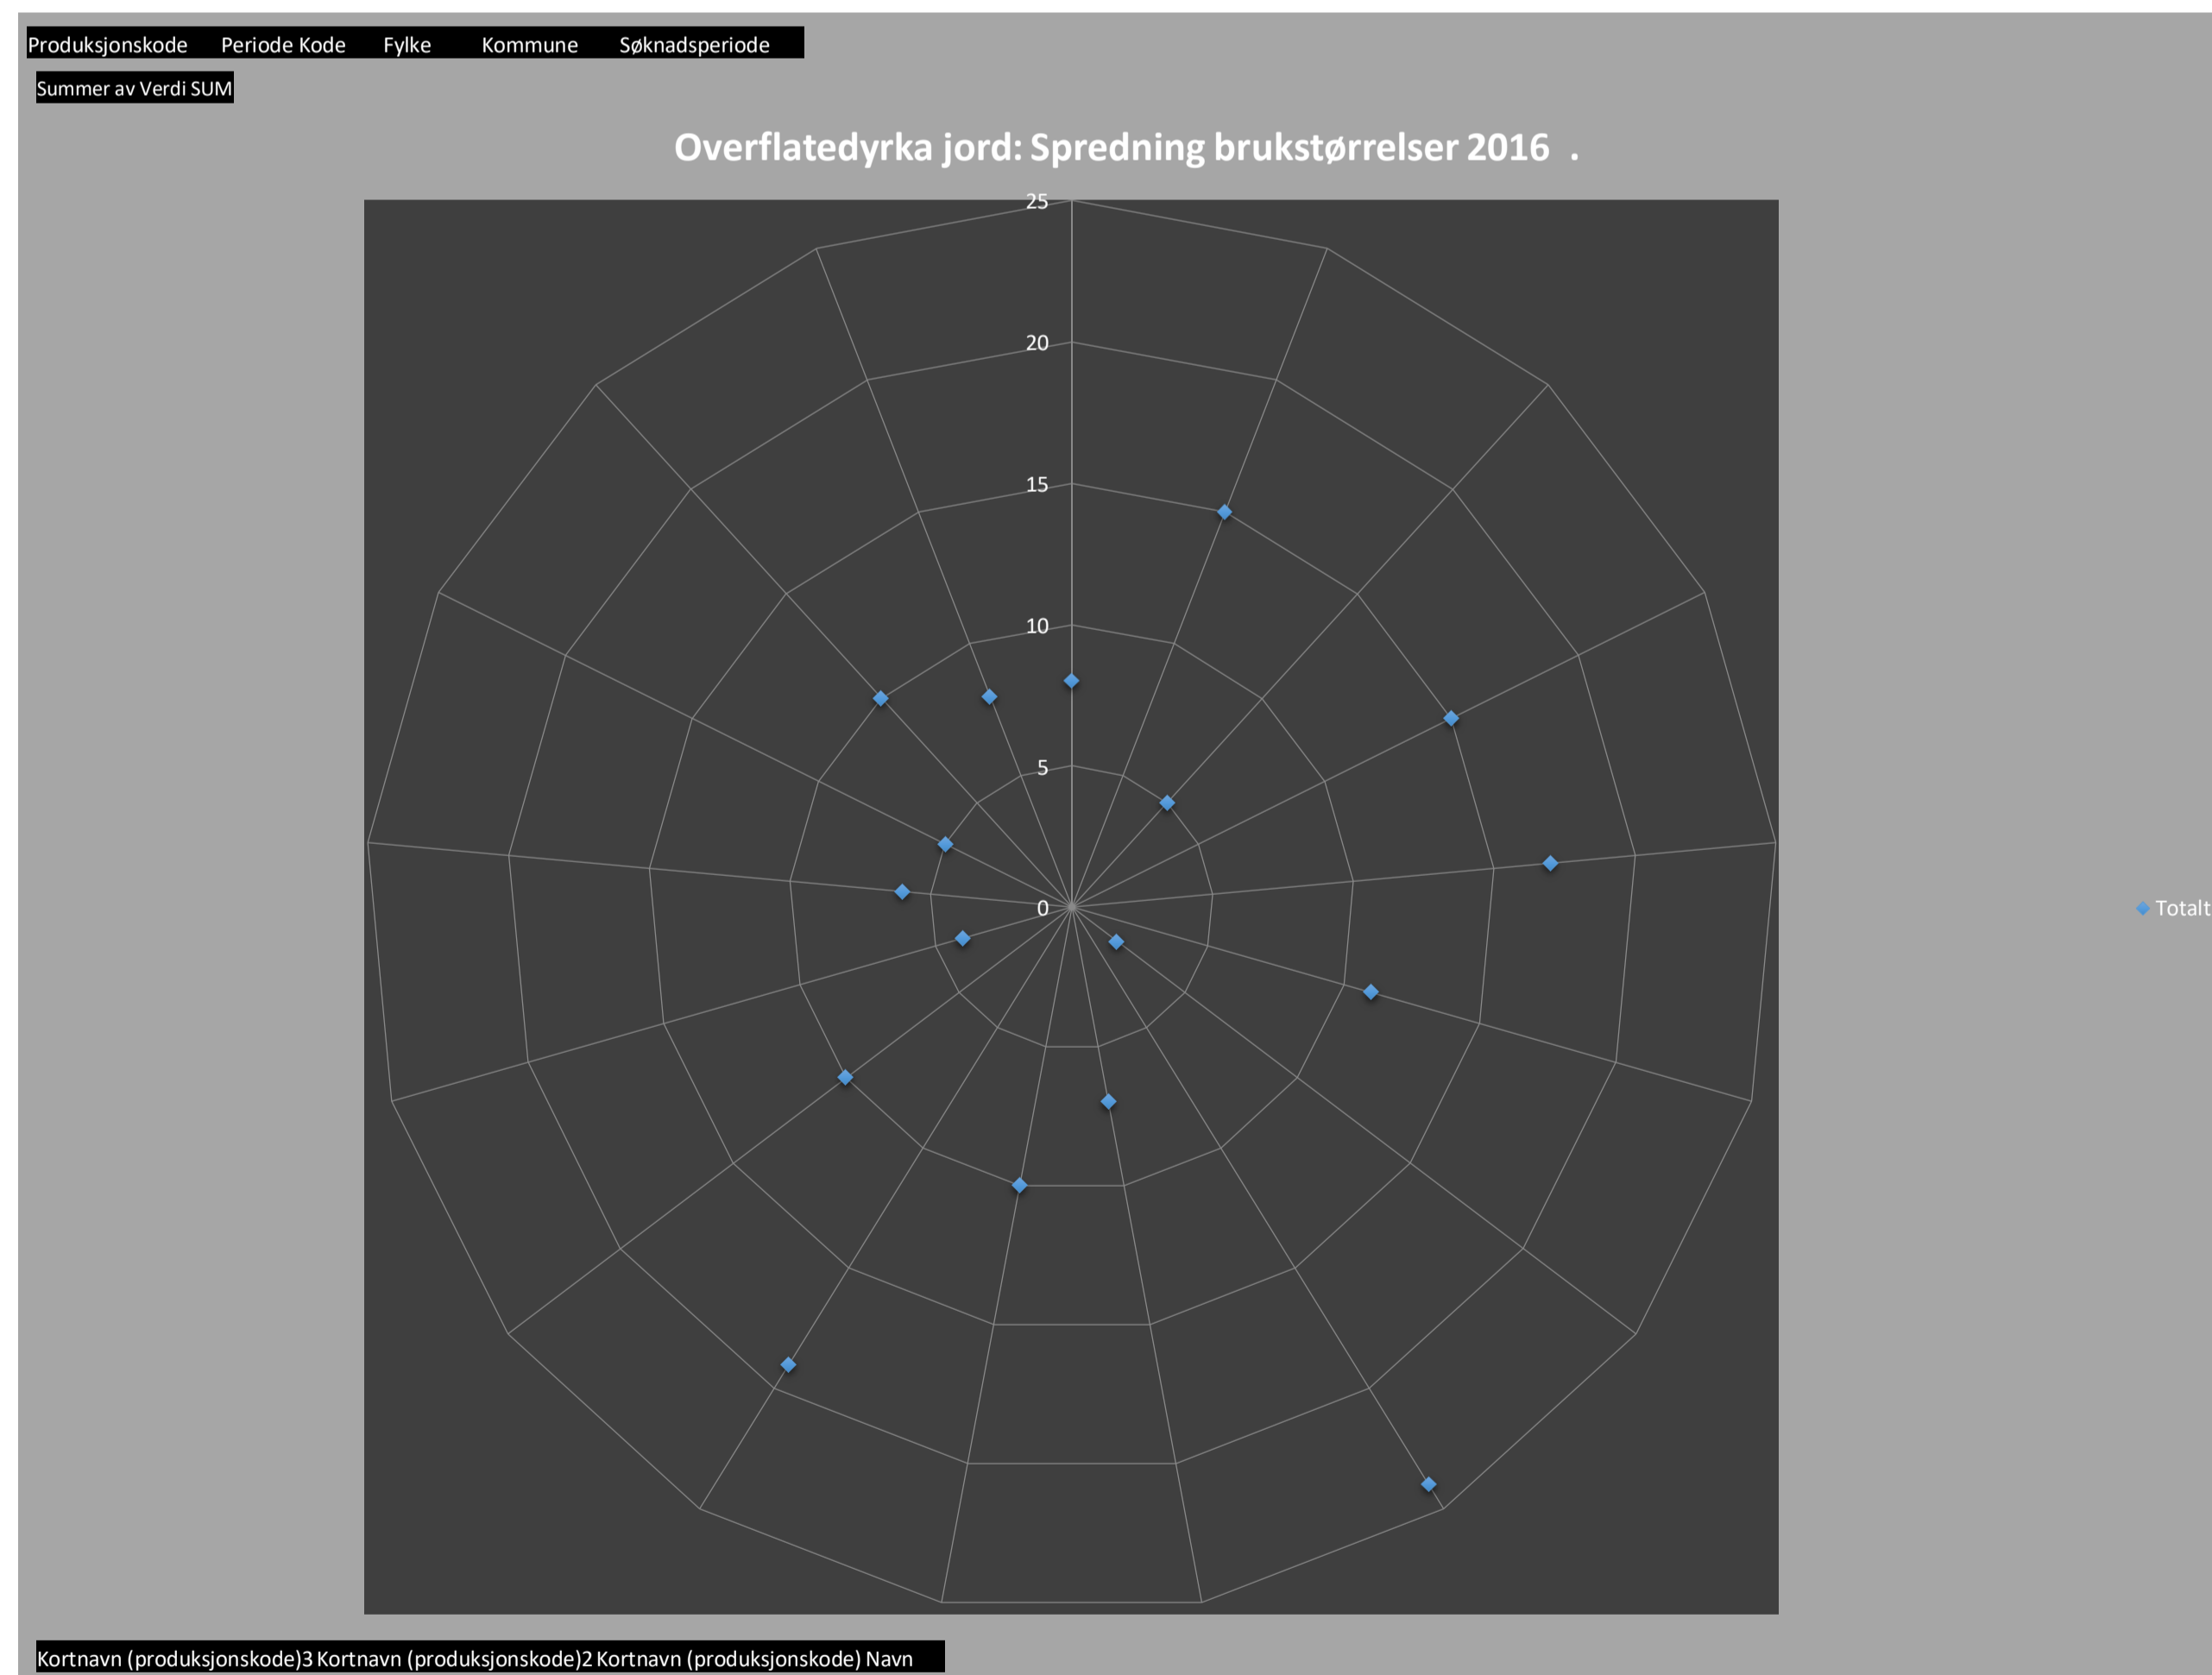 Produksjonskode Periode Kode Fylke Kommune Søknadsperiode
Summer av Verdi SUM
Overflatedyrka jord: Spredning brukstørrelser 2016 .
25
20
15
10
5
0
Totalt
Kortnavn (produksjonskode)3 Kortnavn (produksjonskode)2 Kortnavn (produksjonskode) Navn